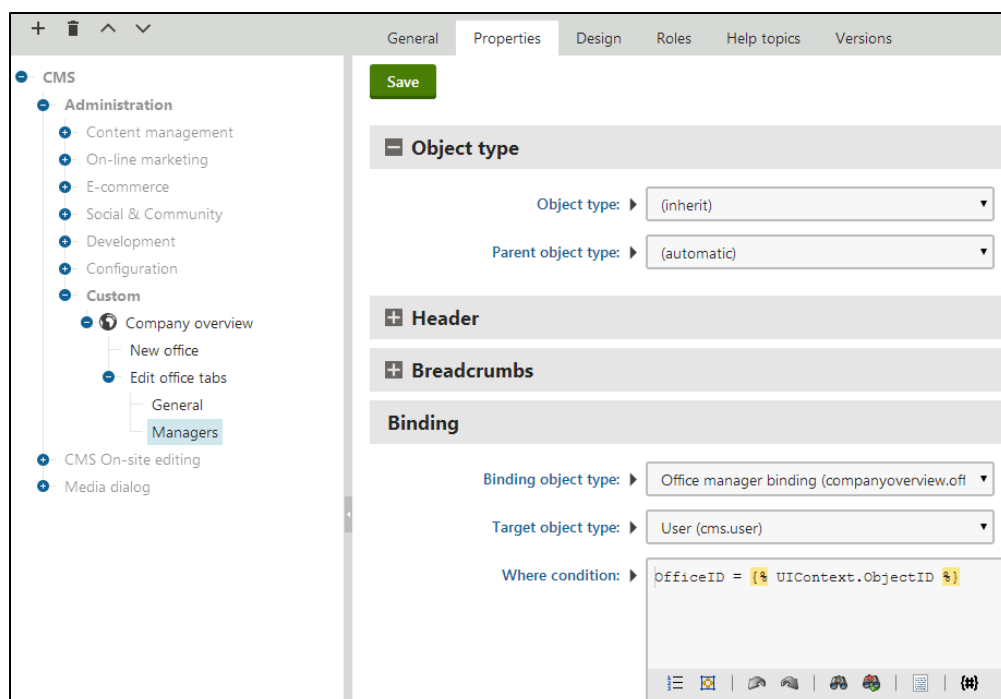 General Properties Design Roles Help topics Versions
CMS
Administration
Content management
On-line marketing
E-commerce
Social & Community
Development
Configuration
Custom
Company overview
New office
Edit office tabs
General
Managers
CMS On-site editing
Media dialog
Save
Object type
Object type: (inherit)
Parent object type: (automatic)
Header
Breadcrumbs
Binding
Binding object type: Office manager binding (companyoverview.off
Target object type: User (cms.user)
Where condition: OfficeID = {% UIContext.ObjectID %}
{#}